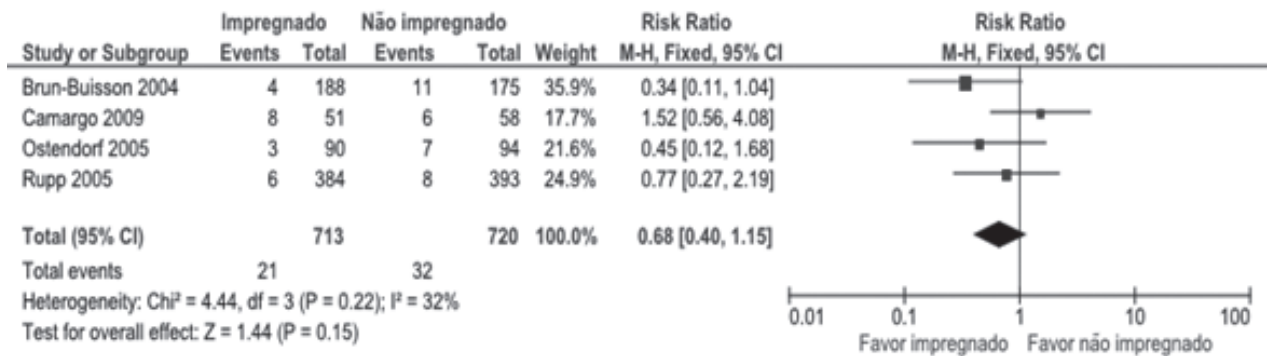 Impregnado Não impregnado Risk Ratio Risk Ratio
Study or Subgroup Events Total Events Total Weight M-H, Fixed, 95% CI M-H, Fixed, 95% CI
Brun-Buisson 2004 4 188 11 175 35.9% 0.34 [0.11, 1.04]
Camargo 2009 8 51 6 58 17.7% 1.52 [0.56, 4.08]
Ostendorf 2005 3 90 7 94 21.6% 0.45 [0.12, 1.68]
Rupp 2005 6 384 8 393 24.9% 0.77 [0.27, 2.19]
Total (95% CI) 713 720 100.0% 0.68 [0.40, 1.15]
Total events 21 32
Heterogeneity: Chi² = 4.44, df = 3 (P = 0.22); I² = 32%
Test for overall effect: Z = 1.44 (P = 0.15)
0.01 0.1 1 10 100
Favor impregnado Favor não impregnado